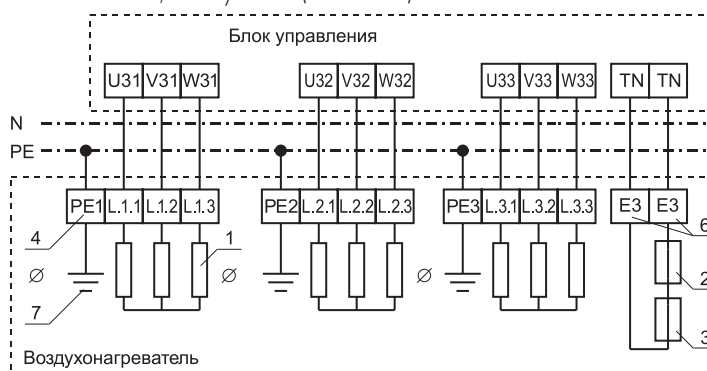 Блок управления
U31 V31 W31 U32 V32 W32 U33 V33 W33 TN TN
N
PE
PE1 L.1.1 L.1.2 L.1.3 PE2 L.2.1 L.2.2 L.2.3 PE3 L.3.1 L.3.2 L.3.3 E3 E3
4 1 6
Ø Ø Ø 2
7 3
Воздухонагреватель